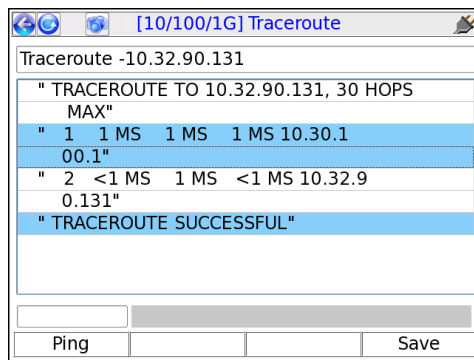 [10/100/1G] Traceroute
Traceroute -10.32.90.131
" TRACEROUTE TO 10.32.90.131, 30 HOPS
MAX"
" 1 1 MS 1 MS 1 MS 10.30.1
00.1"
" 2 <1 MS 1 MS <1 MS 10.32.9
0.131"
" TRACEROUTE SUCCESSFUL"
Ping Save